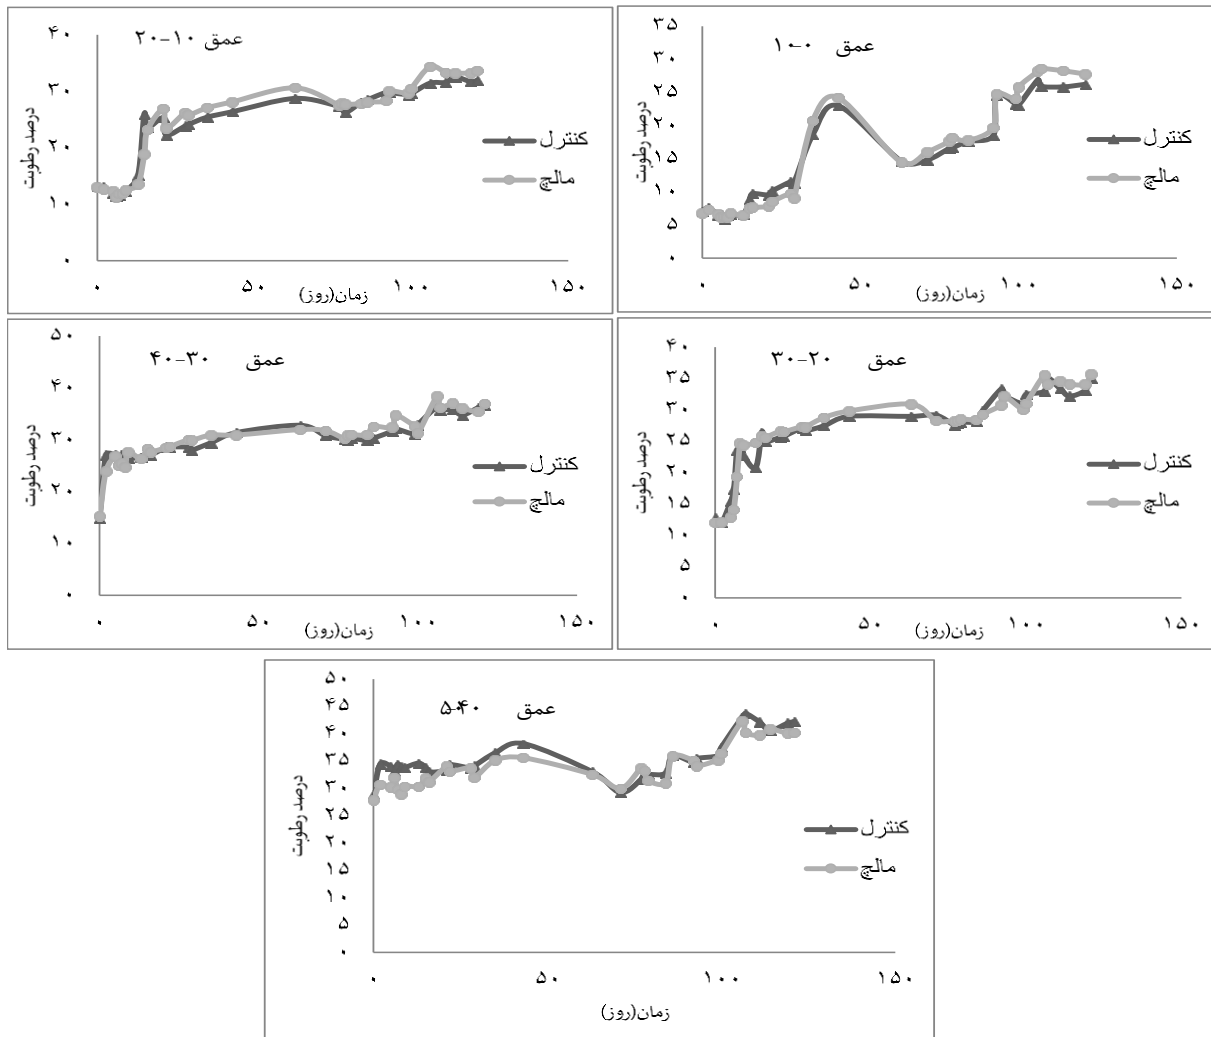 عمق ۱۰-۰
۳۵
۳۰
۲۵
۲۰
۱۵
۱۰
۵
۰
درصد رطوبت
کنترل
مالچ
۰ ۵۰ ۱۰۰ ۱۵۰
زمان(روز)
عمق ۲۰-۱۰
۴۰
۳۰
۲۰
۱۰
۰
درصد رطوبت
کنترل
مالچ
۰ ۵۰ ۱۰۰ ۱۵۰
زمان(روز)
عمق ۳۰-۲۰
۴۰
۳۵
۳۰
۲۵
۲۰
۱۵
۱۰
۵
۰
درصد رطوبت
کنترل
مالچ
۰ ۵۰ ۱۰۰ ۱۵۰
زمان(روز)
عمق ۴۰-۳۰
۵۰
۴۰
۳۰
۲۰
۱۰
۰
درصد رطوبت
کنترل
مالچ
۰ ۵۰ ۱۰۰ ۱۵۰
زمان(روز)
عمق ۵۰-۴۰
۵۰
۴۵
۴۰
۳۵
۳۰
۲۵
۲۰
۱۵
۱۰
۵
۰
درصد رطوبت
کنترل
مالچ
۰ ۵۰ ۱۰۰ ۱۵۰
زمان(روز)